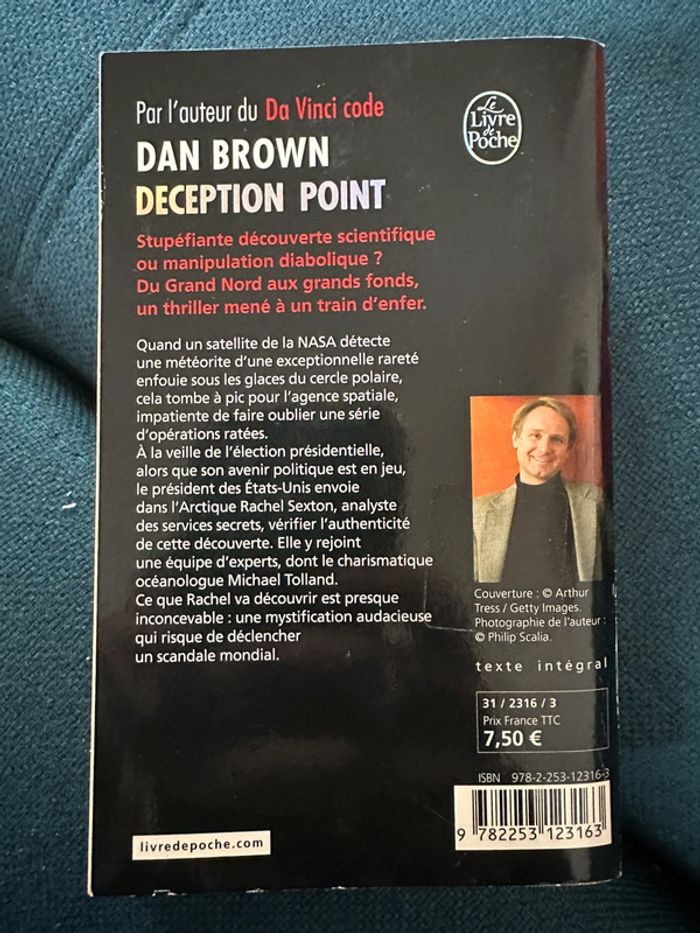 Par l'auteur du Da Vinci code
Le
Livre
de
Poche
DAN BROWN
DECEPTION POINT
Stupéfiante découverte scientifique
ou manipulation diabolique ?
Du Grand Nord aux grands fonds,
un thriller mené à un train d'enfer.
Quand un satellite de la NASA détecte
une météorite d'une exceptionnelle rareté
enfouie sous les glaces du cercle polaire,
cela tombe à pic pour l'agence spatiale,
impatiente de faire oublier une série
d'opérations ratées.
À la veille de l'élection présidentielle,
alors que son avenir politique est en jeu,
le président des États-Unis envoie
dans l'Arctique Rachel Sexton, analyste
des services secrets, vérifier l'authenticité
de cette découverte. Elle y rejoint
une équipe d'experts, dont le charismatique
océanologue Michael Tolland.
Ce que Rachel va découvrir est presque
inconcevable : une mystification audacieuse
qui risque de déclencher
un scandale mondial.
Couverture : © Arthur
Tress / Getty Images.
Photographie de l'auteur :
© Philip Scalia.
texte intégral
31 / 2316 / 3
Prix France TTC
7,50 €
ISBN 978-2-253-12316-3
9 782253 123163
livredepoche.com